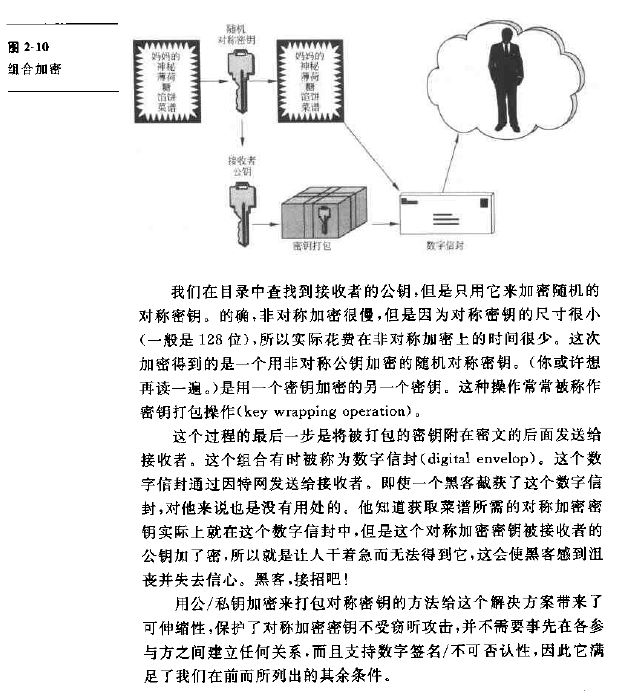 图 2-10
组合加密
随机
对称密钥
妈妈的
神秘
薄荷
糖
馅饼
菜谱
妈妈的
神秘
薄荷
糖
馅饼
菜谱
接收者
公钥
密钥打包
数字信封
我们在目录中查找到接收者的公钥,但是只用它来加密随机的
对称密钥。的确,非对称加密很慢,但是因为对称密钥的尺寸很小
(一般是 128 位),所以实际花费在非对称加密上的时间很少。这次
加密得到的是一个用非对称公钥加密的随机对称密钥。(你或许想
再读一遍。)是用一个密钥加密的另一个密钥。这种操作常常被称作
密钥打包操作(key wrapping operation)。
这个过程的最后一步是将被打包的密钥附在密文的后面发送给
接收者。这个组合有时被称为数字信封(digital envelop)。这个数
字信封通过因特网发送给接收者。即使一个黑客截获了这个数字信
封,对他来说也是没有用处的。他知道获取菜谱所需的对称加密密
钥实际上就在这个数字信封中,但是这个对称加密密钥被接收者的
公钥加了密,所以就是让人干着急而无法得到它,这会使黑客感到沮
丧并失去信心。黑客,接招吧!
用公/私钥加密来打包对称密钥的方法给这个解决方案带来了
可伸缩性,保护了对称加密密钥不受窃听攻击,并不需要事先在各参
与方之间建立任何关系,而且支持数字签名/不可否认性,因此它满
足了我们在前而所列出的其余条件。